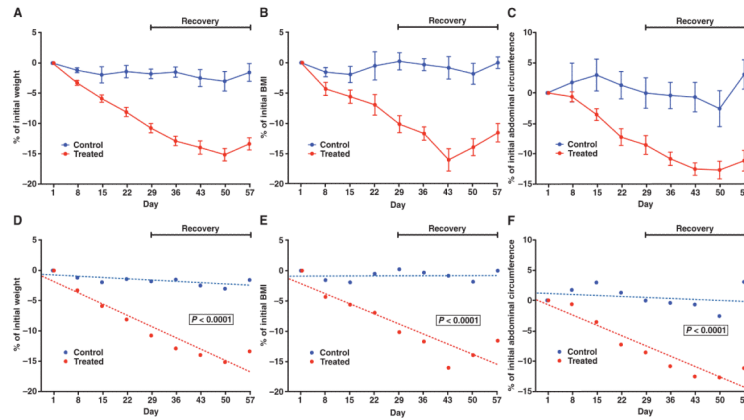 A
Recovery
% of initial weight
5
0
−5
−10
−15
−20
Control
Treated
1 8 15 22 29 36 43 50 57
Day
B
Recovery
% of initial BMI
5
0
−5
−10
−15
−20
Control
Treated
1 8 15 22 29 36 43 50 57
Day
C
Recovery
% of initial abdominal circumference
10
5
0
−5
−10
−15
Control
Treated
1 8 15 22 29 36 43 50 57
Day
D
Recovery
% of initial weight
5
0
−5
−10
−15
−20
P < 0.0001
Control
Treated
1 8 15 22 29 36 43 50 57
Day
E
Recovery
% of initial BMI
5
0
−5
−10
−15
−20
P < 0.0001
Control
Treated
1 8 15 22 29 36 43 50 57
Day
F
Recovery
% of initial abdominal circumference
10
5
0
−5
−10
−15
P < 0.0001
Control
Treated
1 8 15 22 29 36 43 50
Day